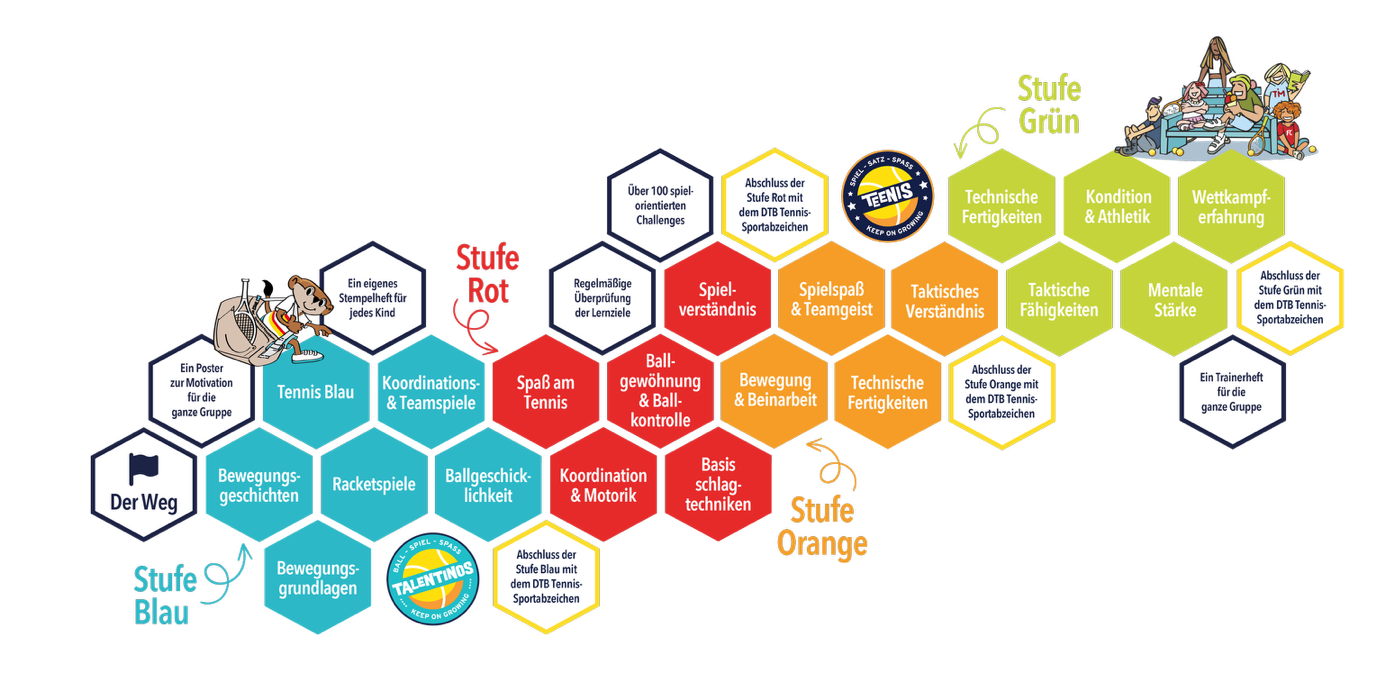 Stufe
Grün
Über 100 spiel-
orientierten
Challenges
Abschluss der
Stufe Rot mit
dem DTB Tennis-
Sportabzeichen
SPIEL - SATZ - SPASS
TEENIS
KEEP ON GROWING
Technische
Fertigkeiten
Kondition
& Athletik
Wettkampf-
erfahrung
TM
Stufe
Rot
Ein eigenes
Stempelheft für
jedes Kind
Regelmäßige
Überprüfung
der Lernziele
Spiel-
verständnis
Spielspaß
& Teamgeist
Taktisches
Verständnis
Taktische
Fähigkeiten
Mentale
Stärke
Abschluss der
Stufe Grün mit
dem DTB Tennis-
Sportabzeichen
Ein Poster
zur Motivation
für die
ganze Gruppe
Tennis Blau
Koordinations-
& Teamspiele
Spaß am
Tennis
Ball-
gewöhnung
& Ball-
kontrolle
Bewegung
& Beinarbeit
Technische
Fertigkeiten
Abschluss der
Stufe Orange mit
dem DTB Tennis-
Sportabzeichen
Ein Trainerheft
für die
ganze Gruppe
Der Weg
Bewegungs-
geschichten
Racketspiele
Ballgeschick-
lichkeit
Koordination
& Motorik
Basis
schlag-
techniken
Stufe
Orange
Stufe
Blau
Bewegungs-
grundlagen
BALL - SPIEL - SPASS
TALENTINOS
KEEP ON GROWING
Abschluss der
Stufe Blau mit
dem DTB Tennis-
Sportabzeichen